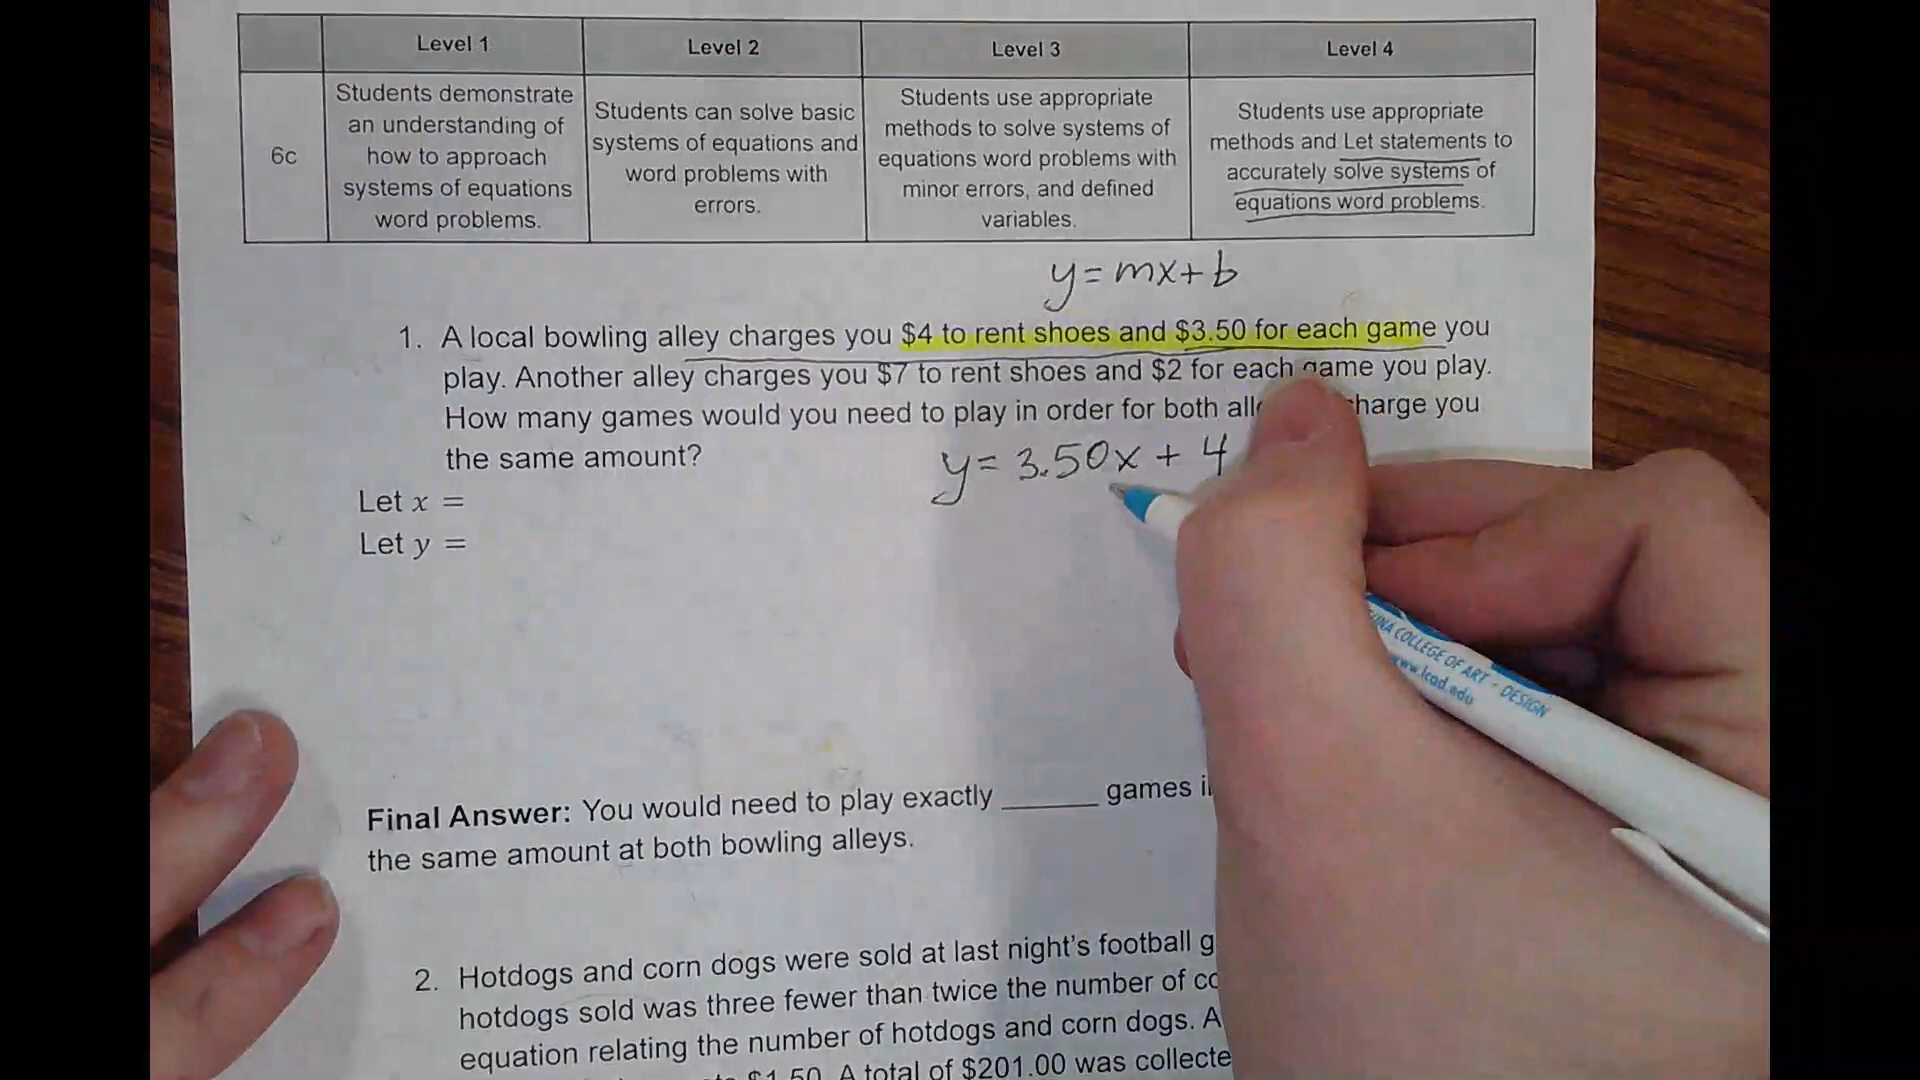 Level 1 Level 2 Level 3 Level 4
6c
Students demonstrate
an understanding of
how to approach
systems of equations
word problems.
Students can solve basic
systems of equations and
word problems with
errors.
Students use appropriate
methods to solve systems of
equations word problems with
minor errors, and defined
variables.
Students use appropriate
methods and Let statements to
accurately solve systems of
equations word problems.
y = mx + b
1. A local bowling alley charges you $4 to rent shoes and $3.50 for each game you
play. Another alley charges you $7 to rent shoes and $2 for each game you play.
How many games would you need to play in order for both charge you
the same amount?
y = 3.50x + 4
Let x =
Let y =
COLLEGE OF ART - DESIGN
www.lcad.edu
Final Answer: You would need to play exactly ______ games
the same amount at both bowling alleys.
2. Hotdogs and corn dogs were sold at last night's football
hotdogs sold was three fewer than twice the number of
equation relating the number of hotdogs and corn dogs. A
$1.50. A total of $201.00 was